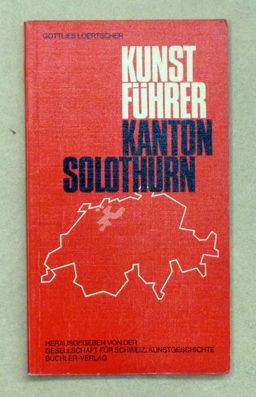 GOTTLIEB LOERTSCHER
KUNST
FÜHRER
KANTON
SOLOTHURN
HERAUSGEGEBEN VON DER
GESELLSCHAFT FÜR SCHWEIZ. KUNSTGESCHICHTE
BÜCHLER-VERLAG